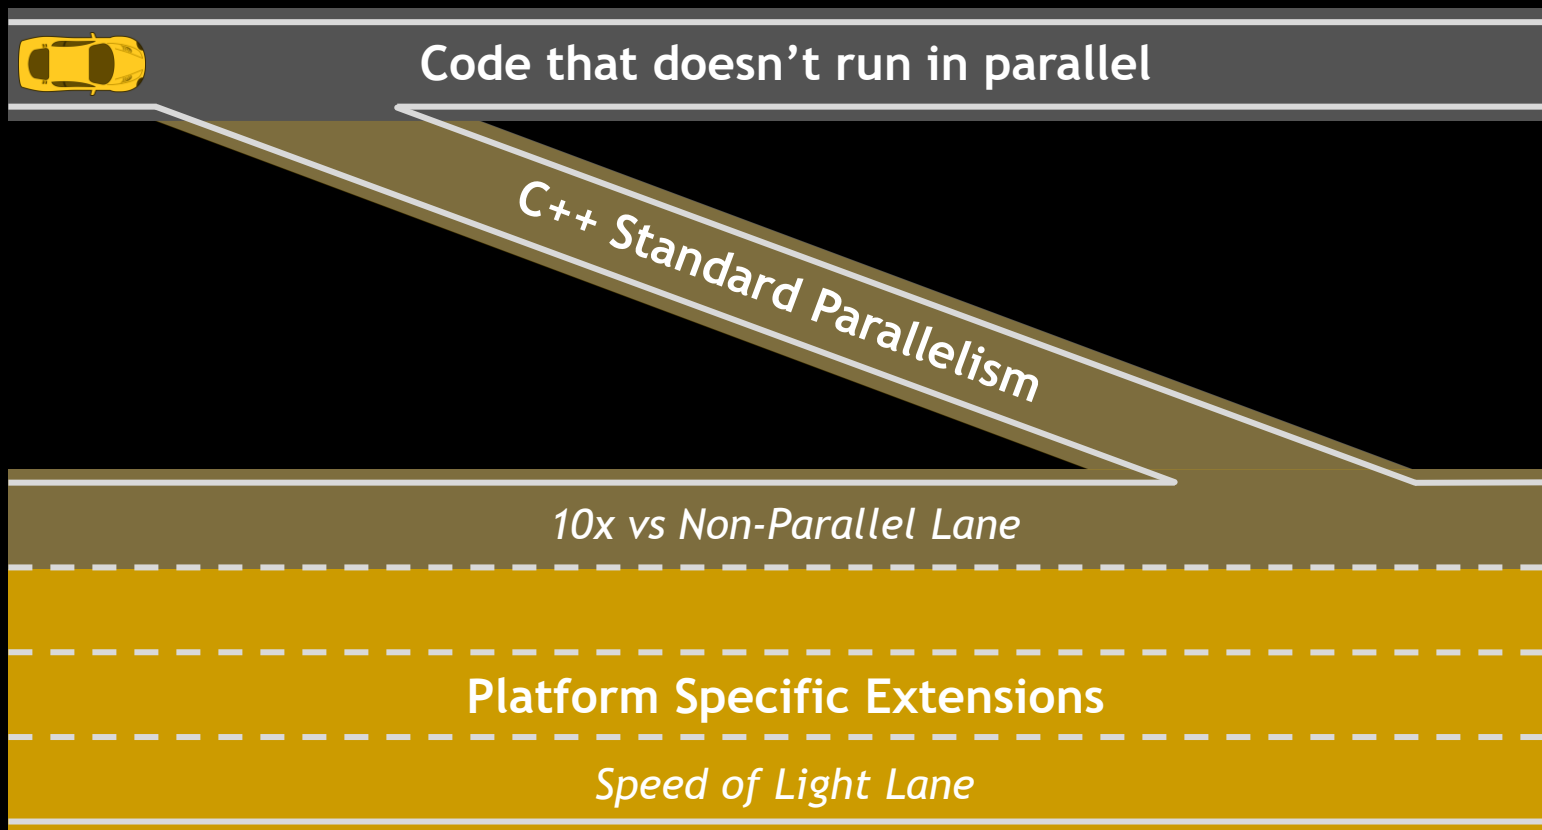 Code that doesn’t run in parallel
C++ Standard Parallelism
10x vs Non-Parallel Lane
Platform Specific Extensions
Speed of Light Lane